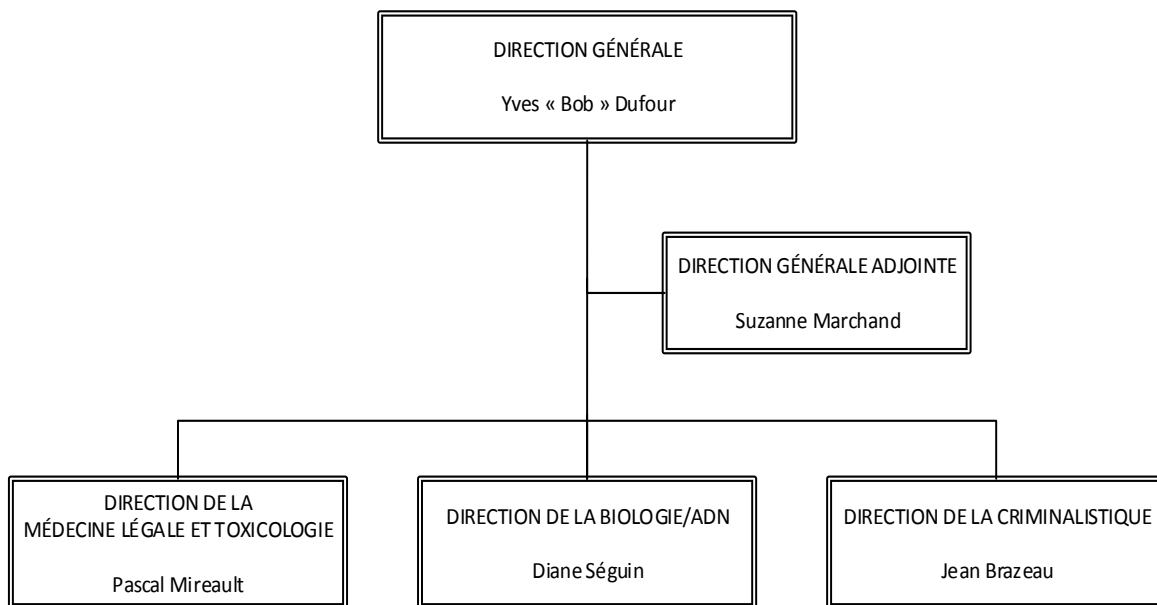 DIRECTION GÉNÉRALE
Yves « Bob » Dufour
DIRECTION GÉNÉRALE ADJOINTE
Suzanne Marchand
DIRECTION DE LA
MÉDECINE LÉGALE ET TOXICOLOGIE
Pascal Mireault
DIRECTION DE LA BIOLOGIE/ADN
Diane Séguin
DIRECTION DE LA CRIMINALISTIQUE
Jean Brazeau